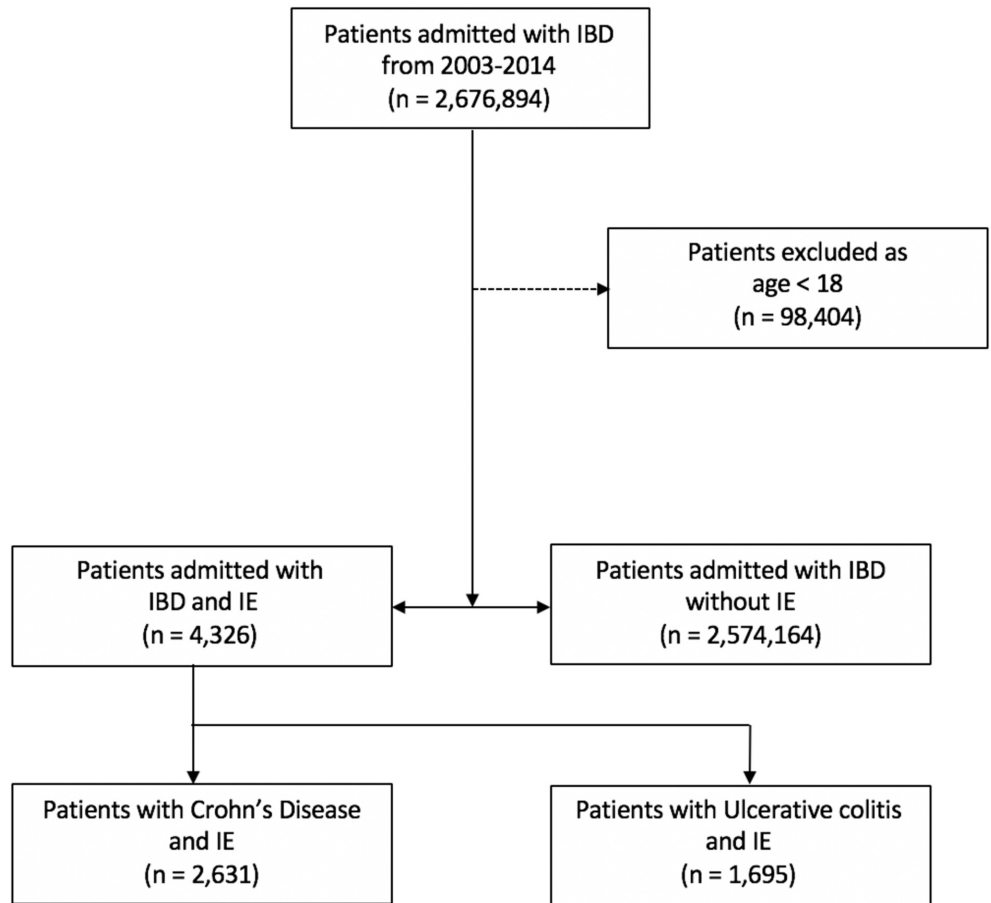 Patients admitted with IBD
from 2003-2014
(n = 2,676,894)
Patients excluded as
age < 18
(n = 98,404)
Patients admitted with
IBD and IE
(n = 4,326)
Patients admitted with IBD
without IE
(n = 2,574,164)
Patients with Crohn’s Disease
and IE
(n = 2,631)
Patients with Ulcerative colitis
and IE
(n = 1,695)